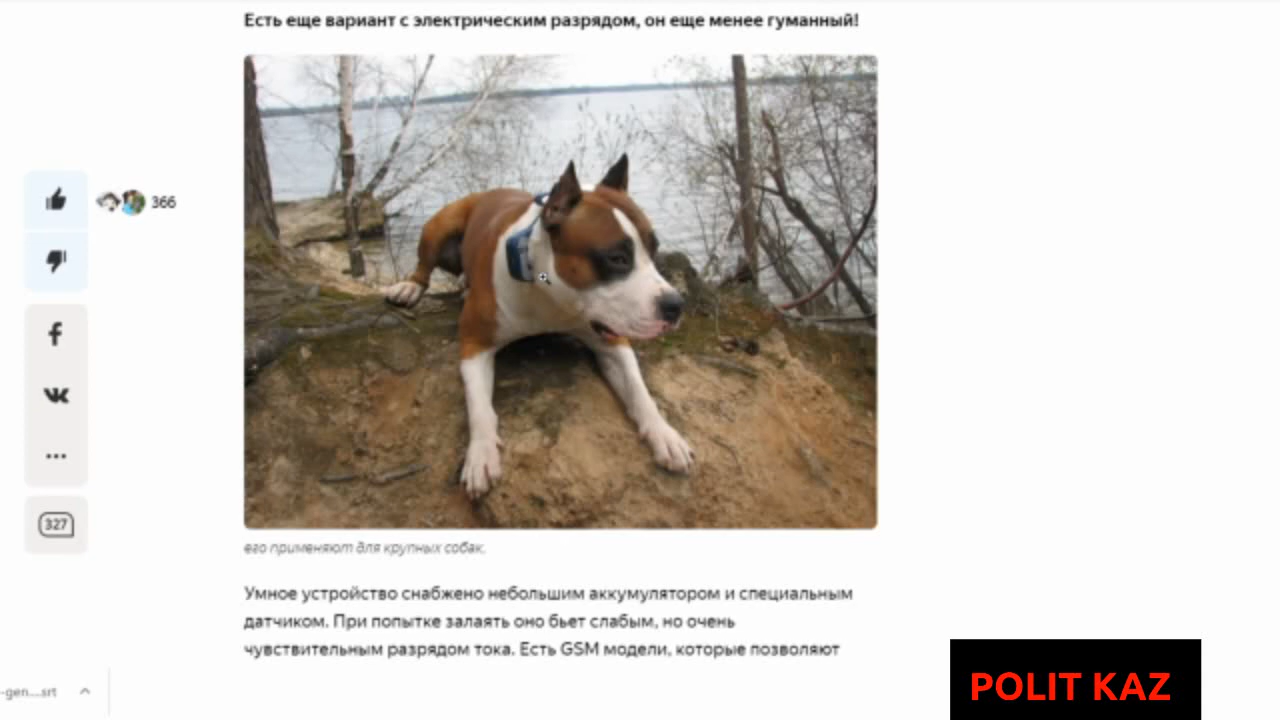 Есть еще вариант с электрическим разрядом, он еще менее гуманный!
366
327
его применяют для крупных собак.
Умное устройство снабжено небольшим аккумулятором и специальным
датчиком. При попытке залаять оно бьет слабым, но очень
чувствительным разрядом тока. Есть GSM модели, которые позволяют
-gen....srt
POLIT KAZ